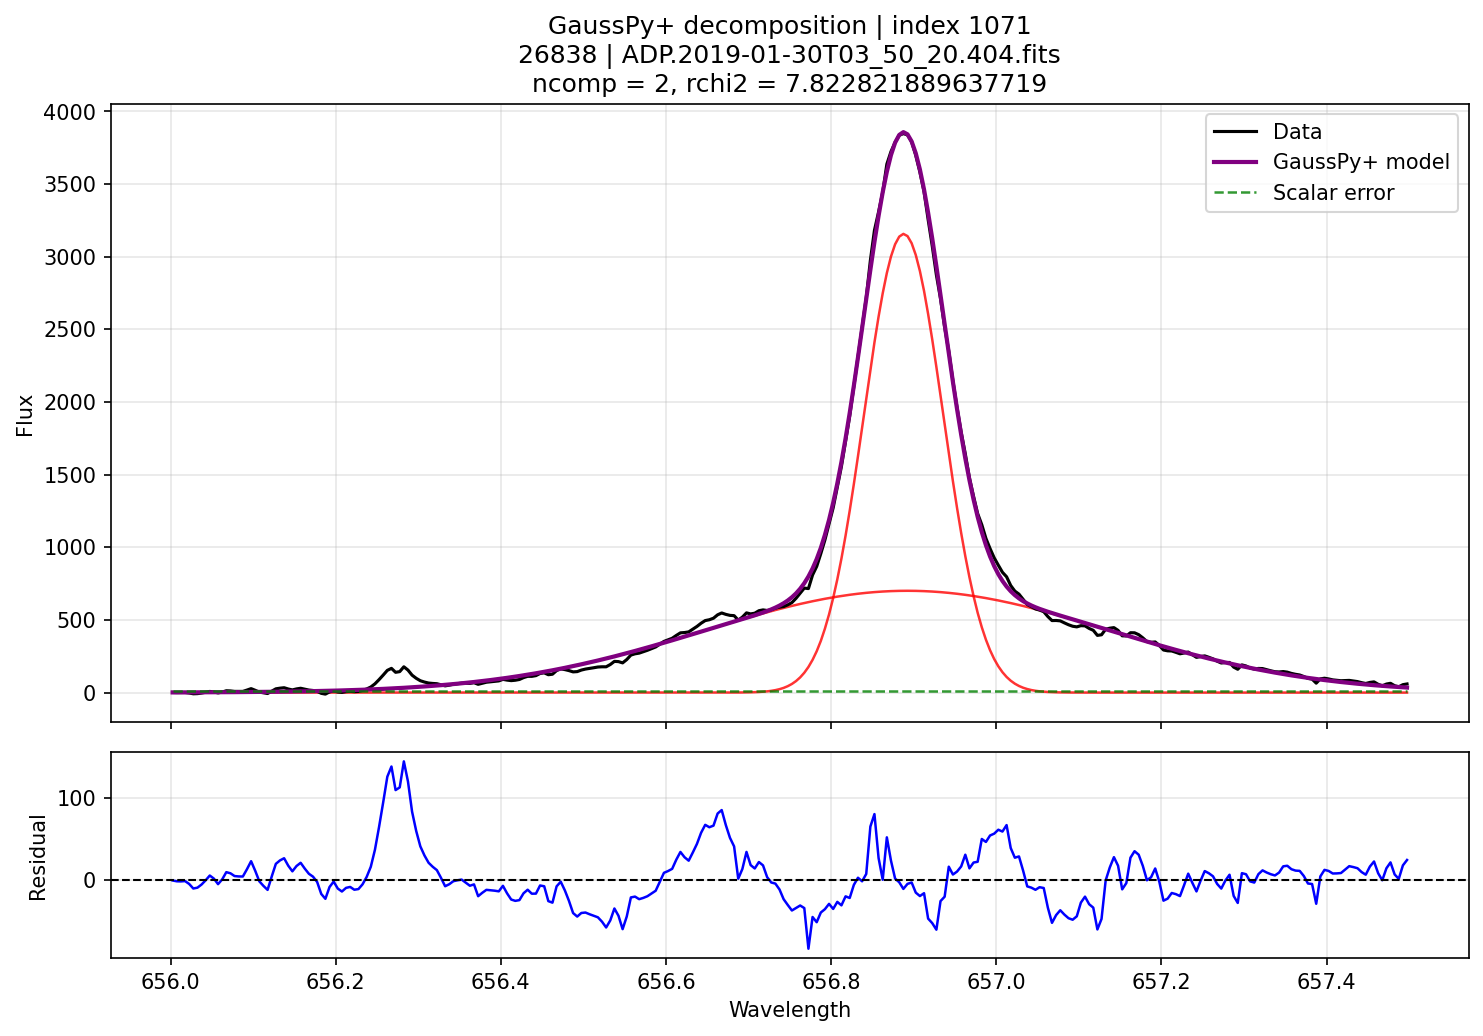 GaussPy+ decomposition | index 1071
26838 | ADP.2019-01-30T03_50_20.404.fits
ncomp = 2, rchi2 = 7.822821889637719
4000
3500
3000
2500
2000
1500
1000
500
0
Flux
Data
GaussPy+ model
Scalar error
100
0
Residual
656.0
656.2
656.4
656.6
656.8
657.0
657.2
657.4
Wavelength